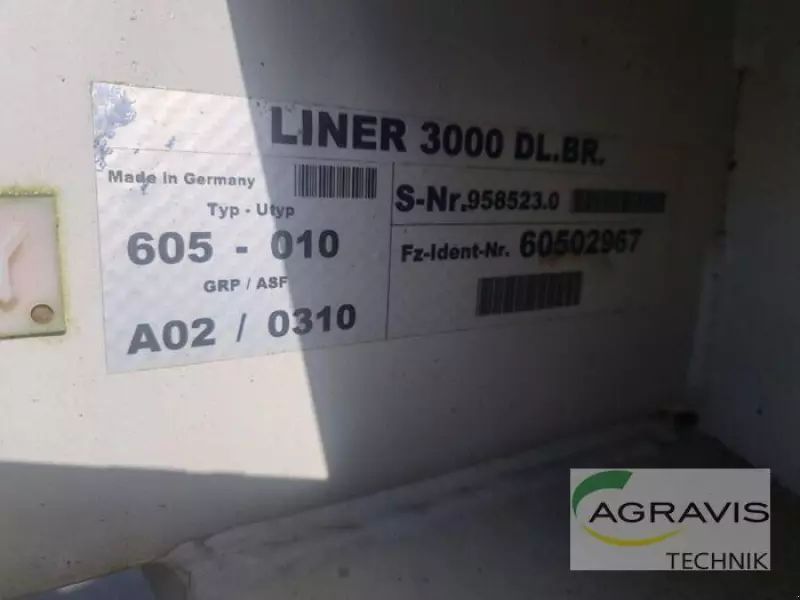 LINER 3000 DL.BR.
Made in Germany
Typ - Utyp
605 - 010
GRP / ASF
A02 / 0310
S-Nr.958523.0
Fz-Ident-Nr. 60502967
AGRAVIS
TECHNIK